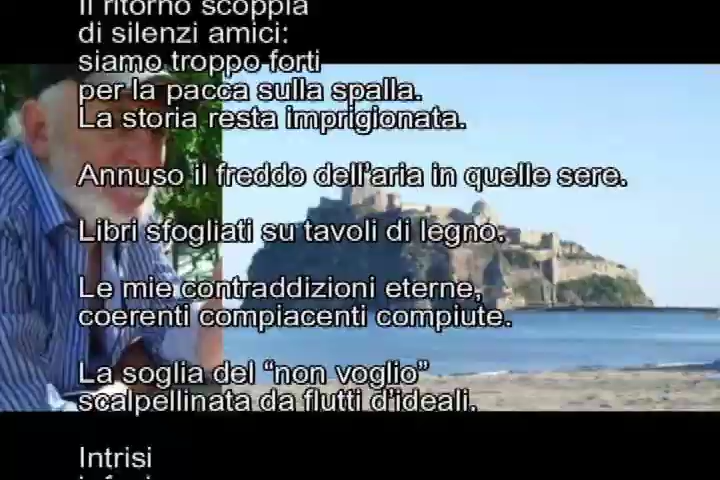 Il ritorno scoppia
di silenzi amici:
siamo troppo forti
per la pacca sulla spalla.
La storia resta imprigionata.
Annuso il freddo dell'aria in quelle sere.
Libri sfogliati su tavoli di legno.
Le mie contraddizioni eterne,
coerenti compiacenti compiute.
La soglia del “non voglio”
scalpellinata da flutti d'ideali.
Intrisi